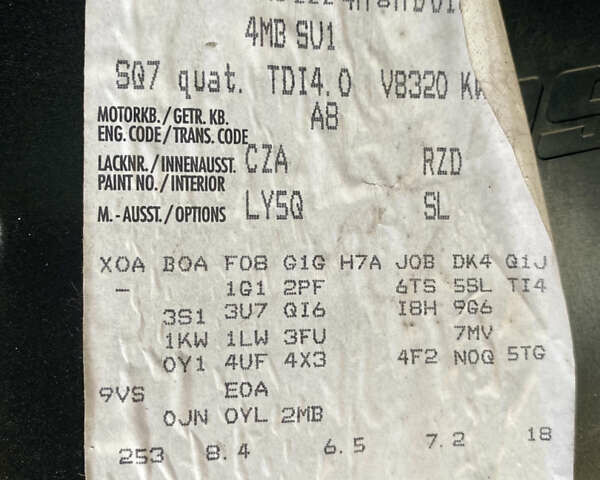 4MB SU1
SQ7 quat. TDI4.0 V8320 KW
A8
MOTORKB./GETR. KB.
ENG. CODE/TRANS. CODE
LACKNR./INNENAUSST. CZA RZD
PAINT NO./INTERIOR
M.-AUSST./OPTIONS LY5Q SL
X0A B0A F08 G1G H7A J0B DK4 Q1J
- 1G1 2PF 6TS 5SL TI4
3S1 3U7 QI6 I8H 9G6
1KW 1LW 3FU 7MV
0Y1 4UF 4X3 4F2 N0Q 5TG
9VS E0A
0JN 0YL 2MB
253 8.4 6.5 7.2 18